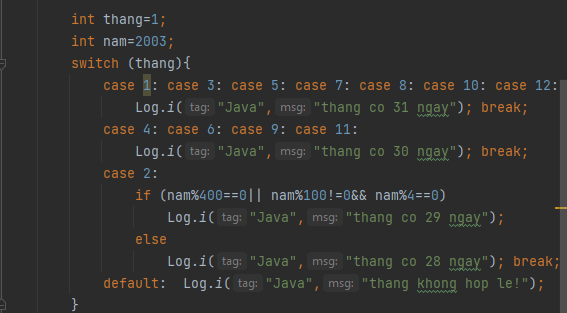 int thang=1;
int nam=2003;
switch (thang){
case 1: case 3: case 5: case 7: case 8: case 10: case 12:
Log.i( tag: "Java", msg: "thang co 31 ngay"); break;
case 4: case 6: case 9: case 11:
Log.i( tag: "Java", msg: "thang co 30 ngay"); break;
case 2:
if (nam%400==0|| nam%100!=0&& nam%4==0)
Log.i( tag: "Java", msg: "thang co 29 ngay");
else
Log.i( tag: "Java", msg: "thang co 28 ngay"); break;
default: Log.i( tag: "Java", msg: "thang khong hop le!");
}